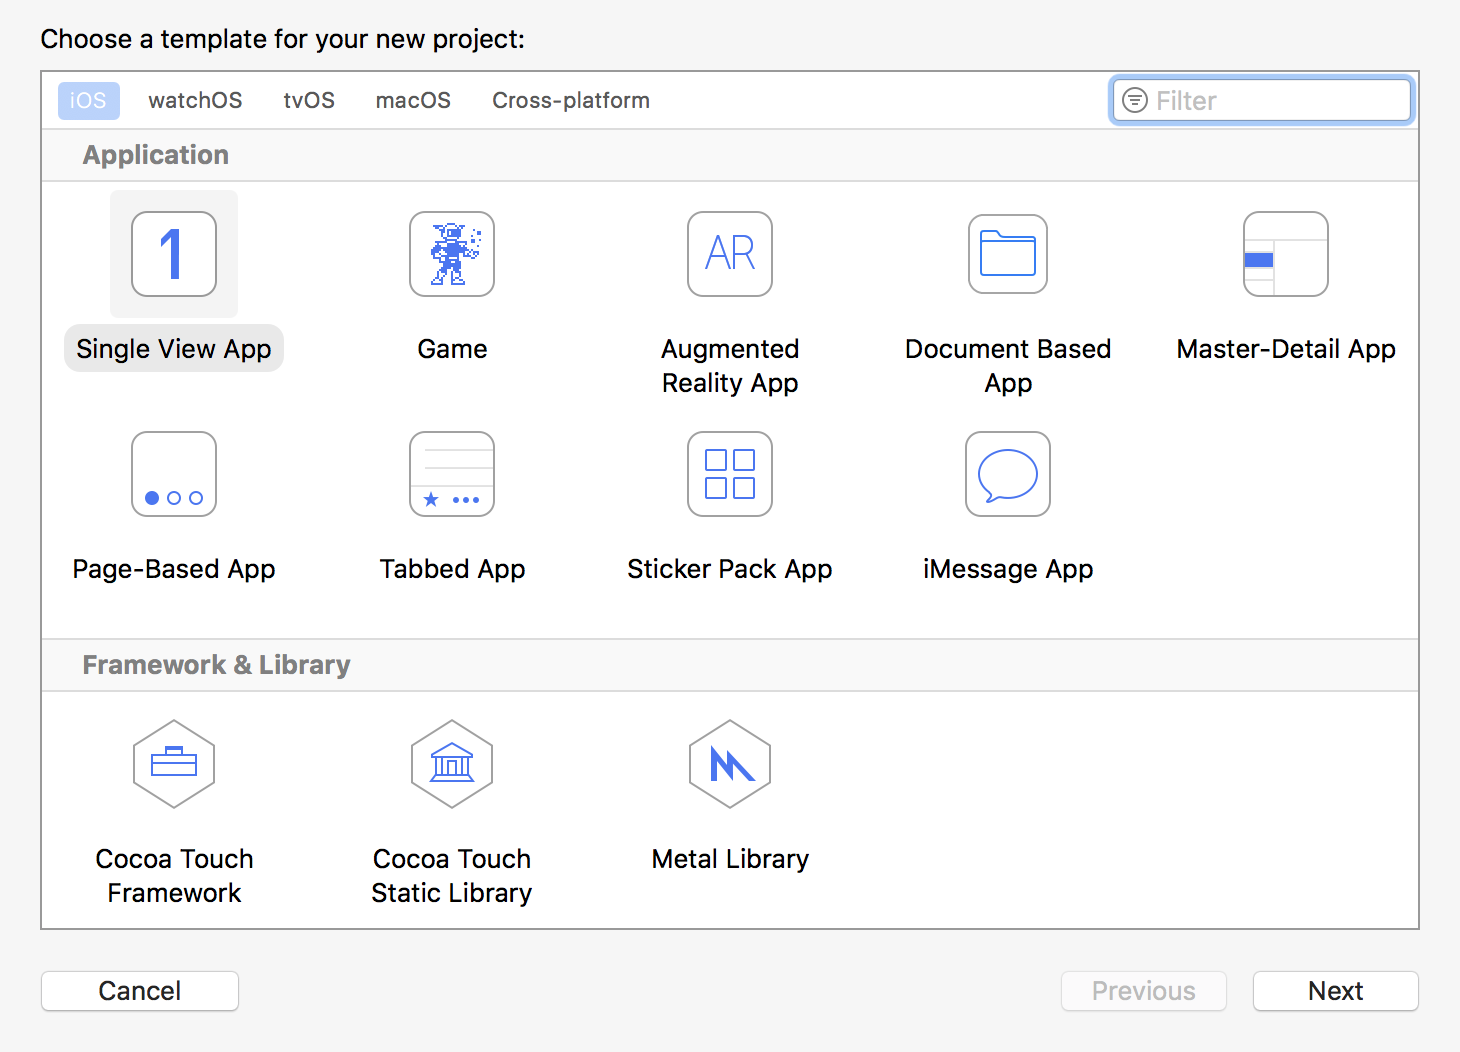 Choose a template for your new project:
iOS watchOS tvOS macOS Cross-platform Filter
Application
1 AR
Single View App Game Augmented Document Based Master-Detail App
Reality App App
Page-Based App Tabbed App Sticker Pack App iMessage App
Framework & Library
Cocoa Touch Cocoa Touch Metal Library
Framework Static Library
Cancel Previous Next